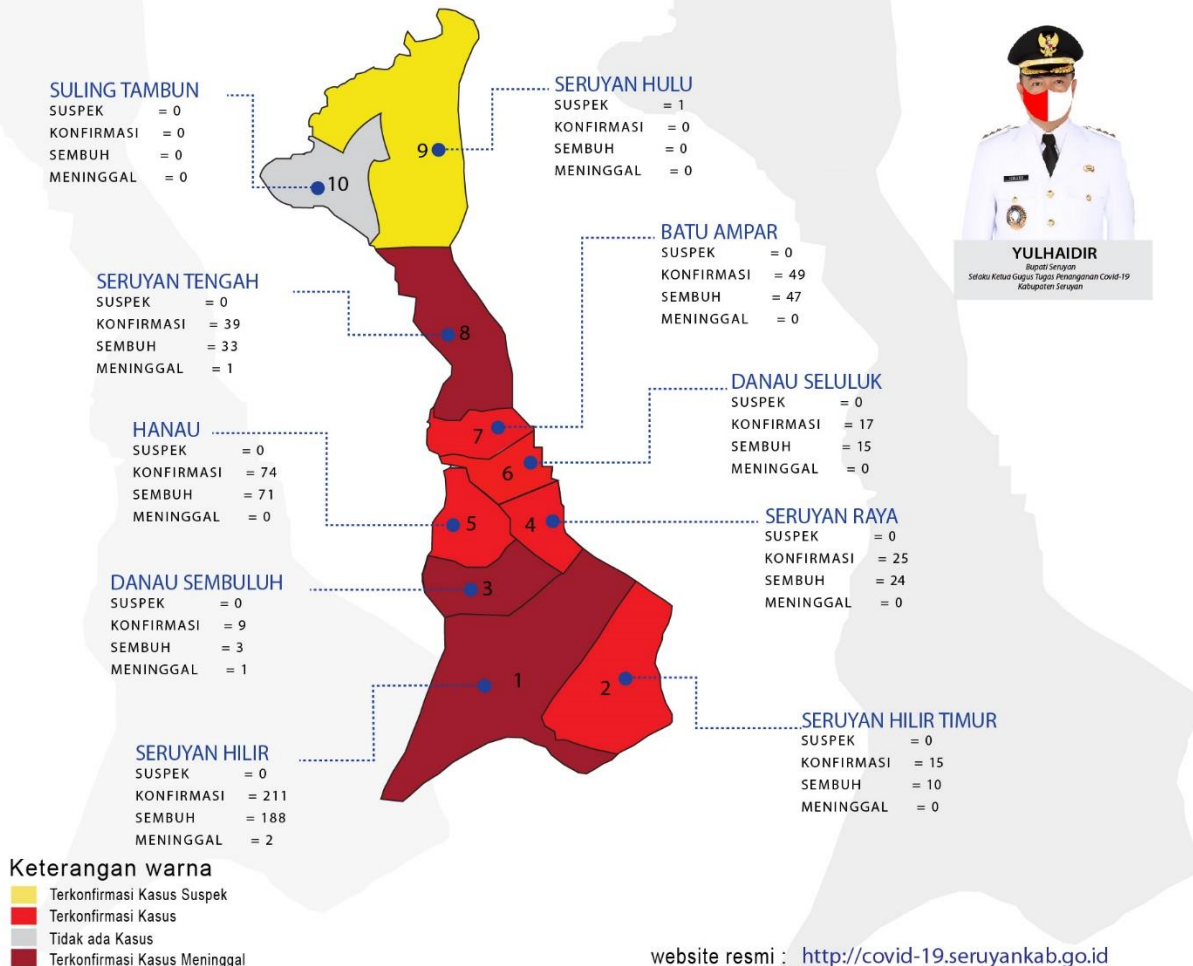 SULING TAMBUN
SUSPEK = 0
KONFIRMASI = 0
SEMBUH = 0
MENINGGAL = 0
SERUYAN HULU
SUSPEK = 1
KONFIRMASI = 0
SEMBUH = 0
MENINGGAL = 0
YULHAIDIR
Bupati Seruyan
Selaku Ketua Gugus Tugas Penanganan Covid-19
Kabupaten Seruyan
BATU AMPAR
SUSPEK = 0
KONFIRMASI = 49
SEMBUH = 47
MENINGGAL = 0
SERUYAN TENGAH
SUSPEK = 0
KONFIRMASI = 39
SEMBUH = 33
MENINGGAL = 1
DANAU SELULUK
SUSPEK = 0
KONFIRMASI = 17
SEMBUH = 15
MENINGGAL = 0
HANAU
SUSPEK = 0
KONFIRMASI = 74
SEMBUH = 71
MENINGGAL = 0
SERUYAN RAYA
SUSPEK = 0
KONFIRMASI = 25
SEMBUH = 24
MENINGGAL = 0
DANAU SEMBULUH
SUSPEK = 0
KONFIRMASI = 9
SEMBUH = 3
MENINGGAL = 1
SERUYAN HILIR TIMUR
SUSPEK = 0
KONFIRMASI = 15
SEMBUH = 10
MENINGGAL = 0
SERUYAN HILIR
SUSPEK = 0
KONFIRMASI = 211
SEMBUH = 188
MENINGGAL = 2
9
10
8
7
6
5
4
3
1
2
Keterangan warna
Terkonfirmasi Kasus Suspek
Terkonfirmasi Kasus
Tidak ada Kasus
Terkonfirmasi Kasus Meninggal
website resmi : http://covid-19.seruyankab.go.id